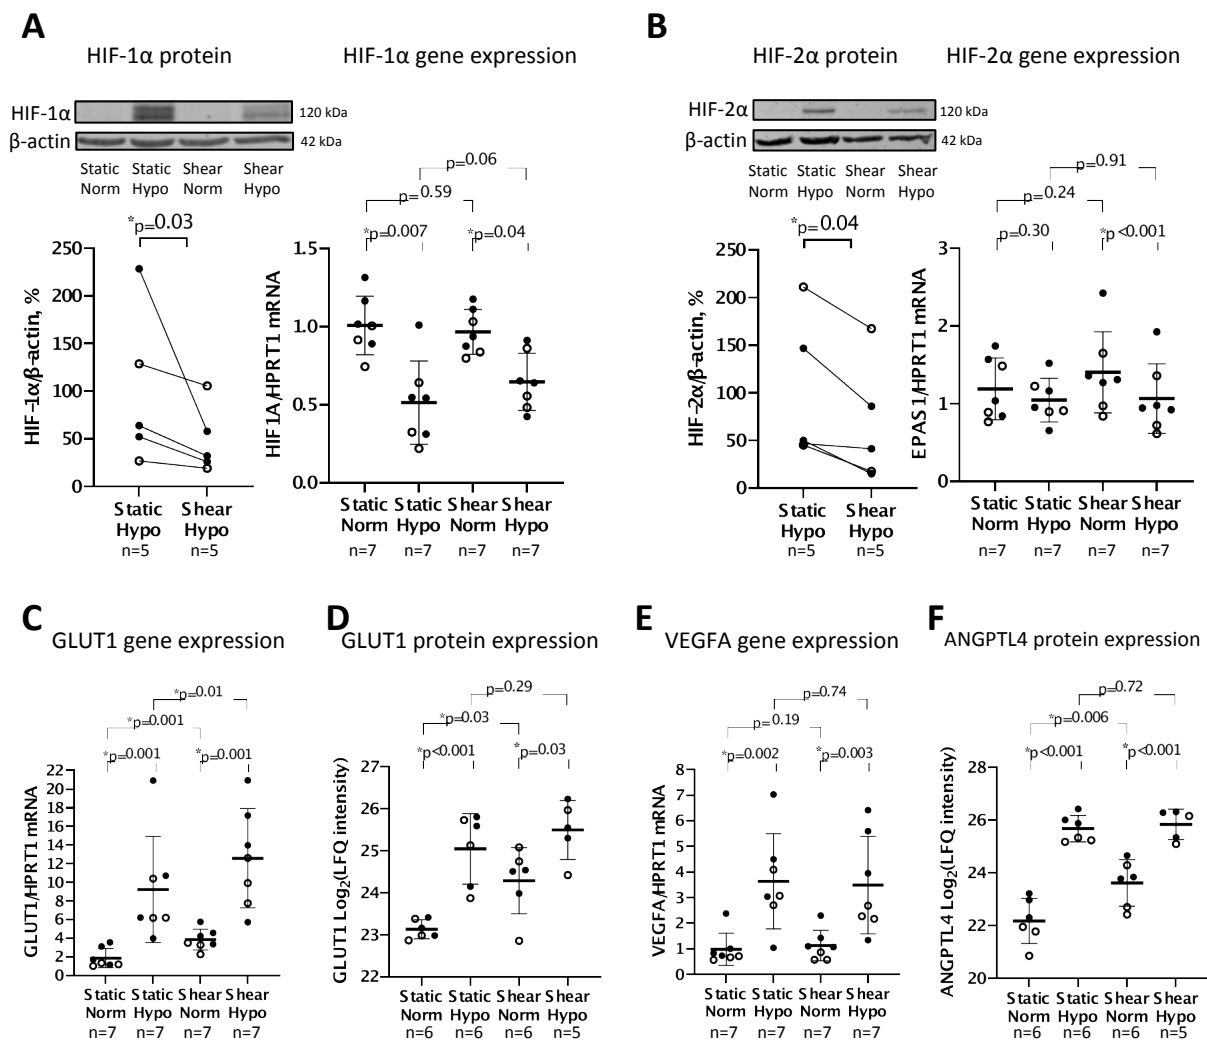 A
HIF-1α protein
HIF-1α gene expression
HIF-1α
120 kDa
β-actin
42 kDa
Static Norm
Static Hypo
Shear Norm
Shear Hypo
*p=0.03
HIF-1α/β-actin, %
250
200
150
100
50
0
Static Hypo
n=5
Shear Hypo
n=5
p=0.06
p=0.59
*p=0.007
*p=0.04
HIF1A/HPRT1 mRNA
1.5
1.0
0.5
0.0
Static Norm
Static Hypo
Shear Norm
Shear Hypo
n=7
n=7
n=7
n=7
B
HIF-2α protein
HIF-2α gene expression
HIF-2α
120 kDa
β-actin
42 kDa
Static Norm
Static Hypo
Shear Norm
Shear Hypo
*p=0.04
HIF-2α/β-actin, %
250
200
150
100
50
0
Static Hypo
n=5
Shear Hypo
n=5
p=0.91
p=0.24
p=0.30
*p<0.001
EPAS1/HPRT1 mRNA
3
2
1
0
Static Norm
Static Hypo
Shear Norm
Shear Hypo
n=7
n=7
n=7
n=7
C
GLUT1 gene expression
*p=0.01
*p=0.001
*p=0.001
*p=0.001
GLUT1/HPRT1 mRNA
22
20
18
16
14
12
10
8
6
4
2
0
Static Norm
Static Hypo
Shear Norm
Shear Hypo
n=7
n=7
n=7
n=7
D
GLUT1 protein expression
p=0.29
*p=0.03
*p<0.001
*p=0.03
GLUT1 Log2(LFQ intensity)
27
26
25
24
23
22
Static Norm
Static Hypo
Shear Norm
Shear Hypo
n=6
n=6
n=6
n=5
E
VEGFA gene expression
p=0.74
p=0.19
*p=0.002
*p=0.003
VEGFA/HPRT1 mRNA
8
7
6
5
4
3
2
1
0
Static Norm
Static Hypo
Shear Norm
Shear Hypo
n=7
n=7
n=7
n=7
F
ANGPTL4 protein expression
p=0.72
*p=0.006
*p<0.001
*p<0.001
ANGPTL4 Log2(LFQ intensity)
28
26
24
22
20
Static Norm
Static Hypo
Shear Norm
Shear Hypo
n=6
n=6
n=6
n=5